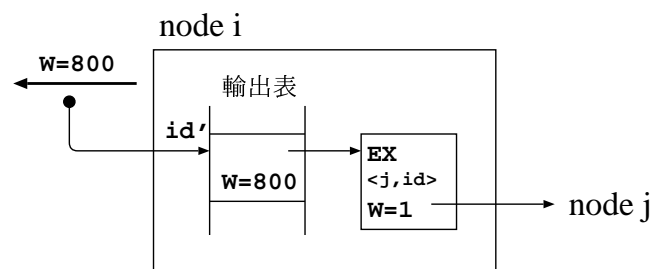 node i
W=800
輸出表
id'
W=800
EX
<j,id>
W=1
node j